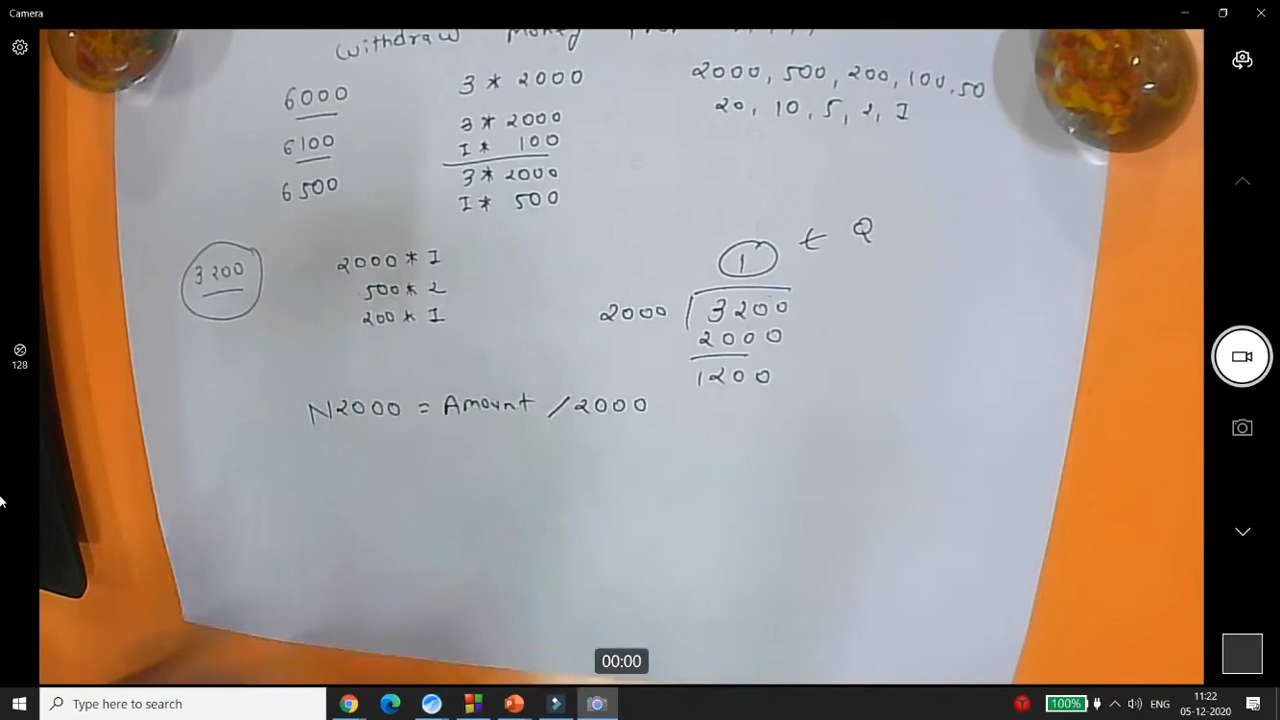 Camera
withdraw Money
6000 3 * 2000 2000, 500, 200, 100, 50
20, 10, 5, 2, 1
6100 3 * 2000
1 * 100
6500 3 * 2000
1 * 500
3200 2000 * 1
500 * 2
200 * 1
1 ← Q
2000 3200
2000
1200
N2000 = Amount / 2000
128
00:00
Type here to search
100%
ENG
11:22
05-12-2020